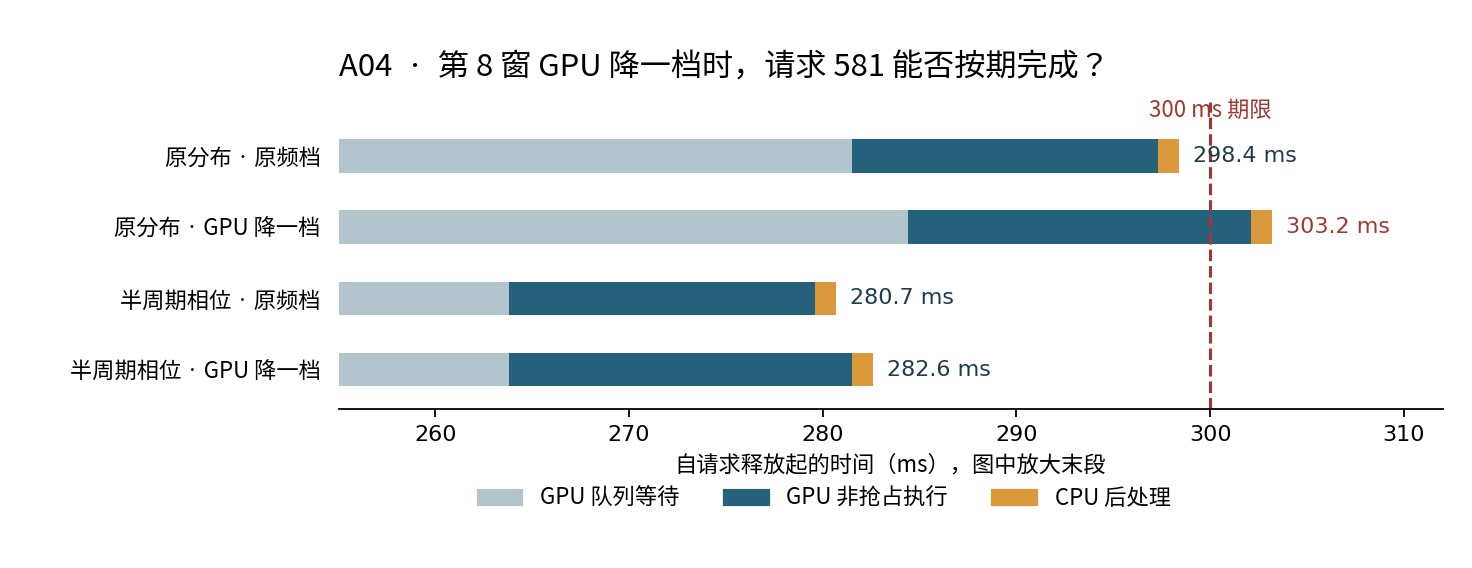 A04 · 第 8 窗 GPU 降一档时，请求 581 能否按期完成？
300 ms 期限
原分布 · 原频档
298.4 ms
原分布 · GPU 降一档
303.2 ms
半周期相位 · 原频档
280.7 ms
半周期相位 · GPU 降一档
282.6 ms
260 270 280 290 300 310
自请求释放起的时间（ms），图中放大末段
GPU 队列等待 GPU 非抢占执行 CPU 后处理